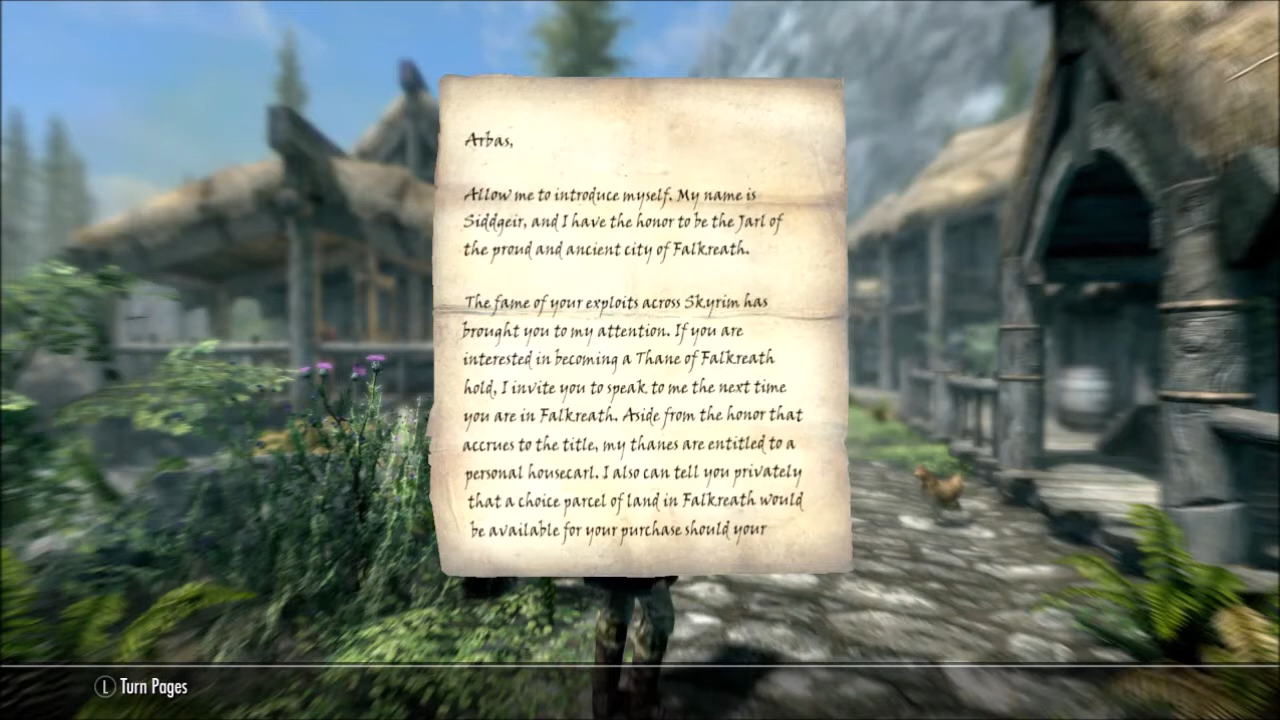 Arbas,
Allow me to introduce myself. My name is
Siddgeir, and I have the honor to be the Jarl of
the proud and ancient city of Falkreath.
The fame of your exploits across Skyrim has
brought you to my attention. If you are
interested in becoming a Thane of Falkreath
hold, I invite you to speak to me the next time
you are in Falkreath. Aside from the honor that
accrues to the title, my thanes are entitled to a
personal housecarl. I also can tell you privately
that a choice parcel of land in Falkreath would
be available for your purchase should your
L Turn Pages